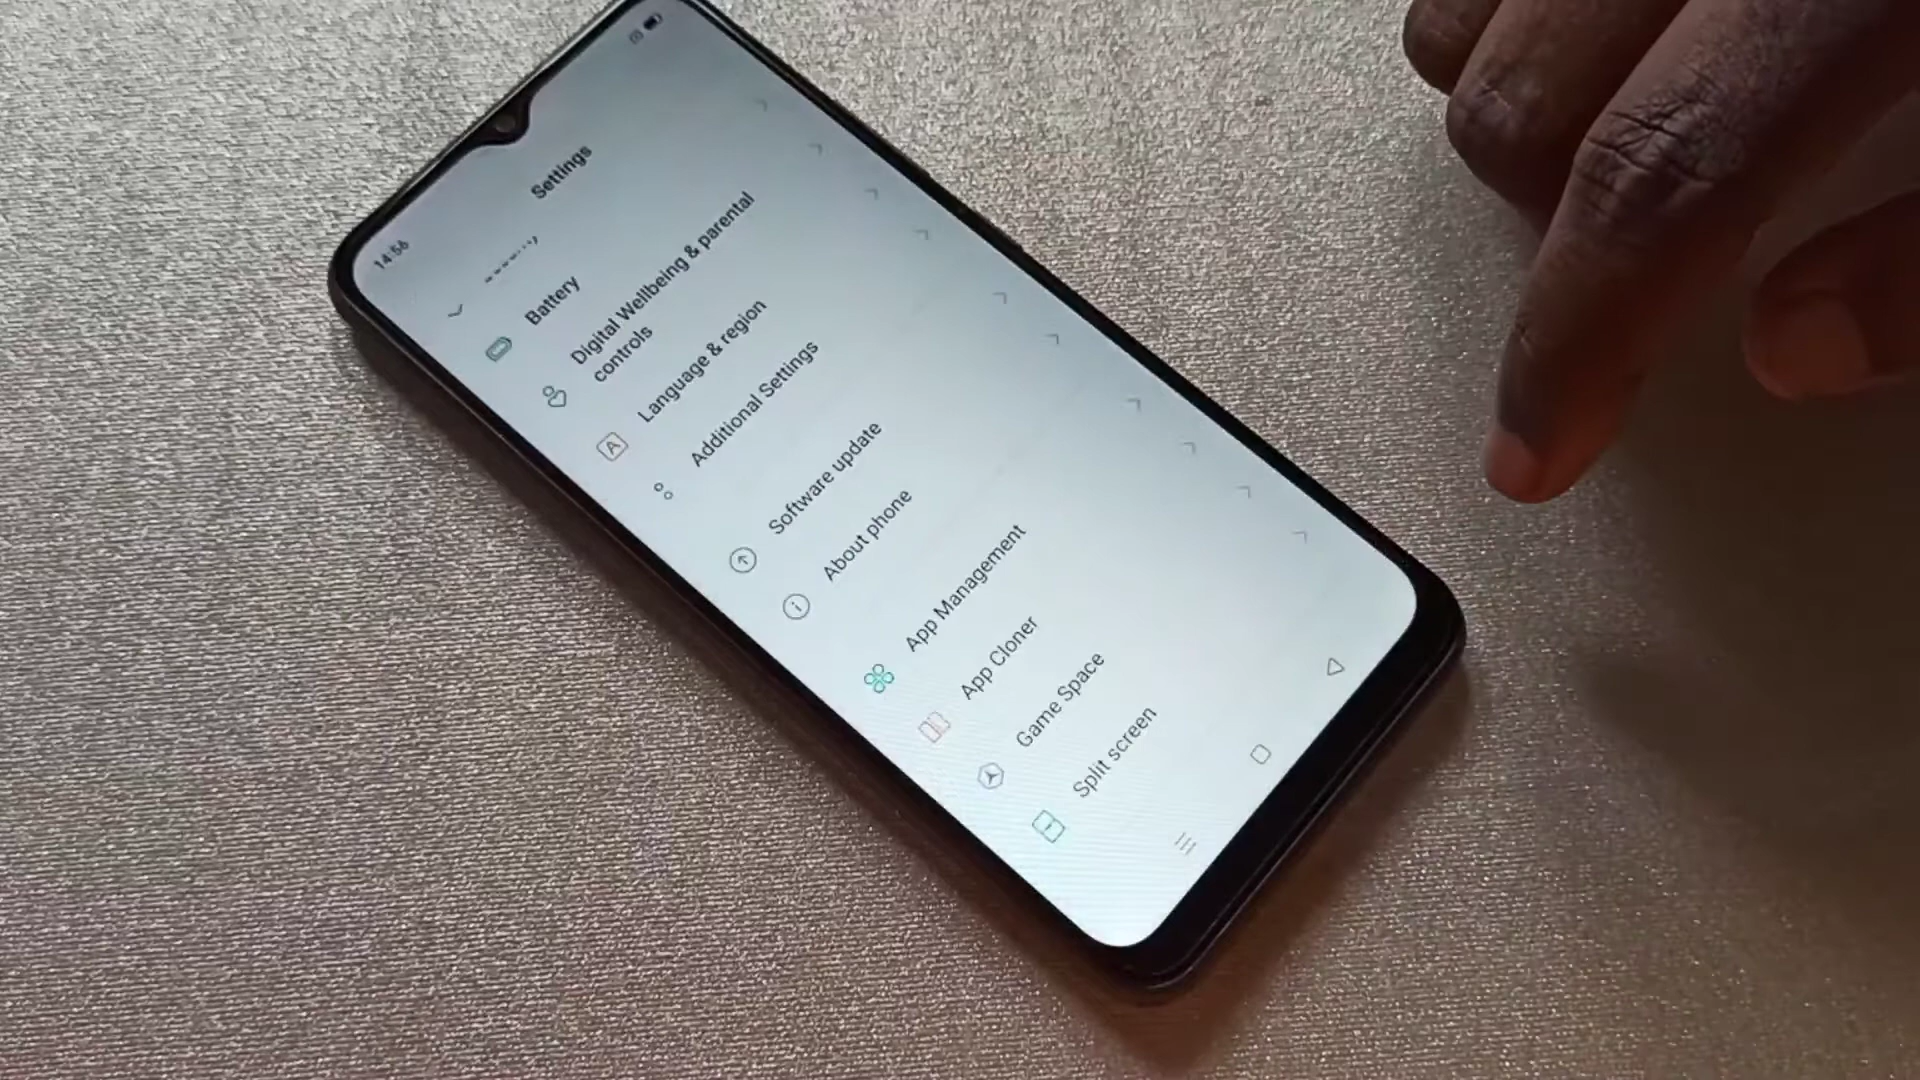 14:56
Settings
Battery
Digital Wellbeing & parental
controls
Language & region
Additional Settings
Software update
About phone
App Management
App Cloner
Game Space
Split screen